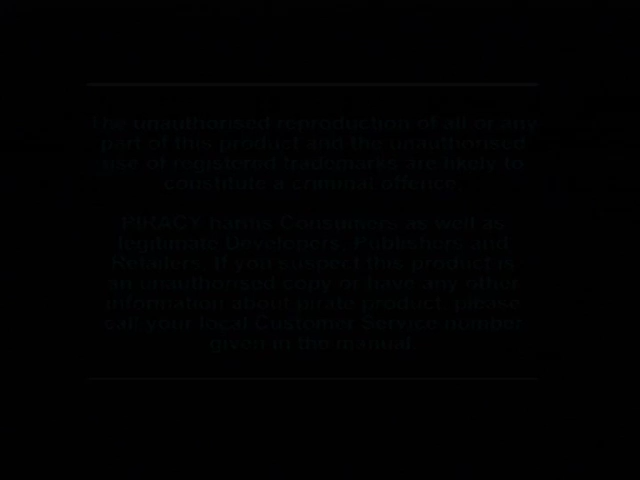 The unauthorised reproduction of all or any
part of this product and the unauthorised
use of registered trademarks are likely to
constitute a criminal offence.
PIRACY harms Consumers as well as
legitimate Developers, Publishers and
Retailers. If you suspect this product is
an unauthorised copy or have any other
information about pirate product, please
call your local Customer Service number
given in the manual.